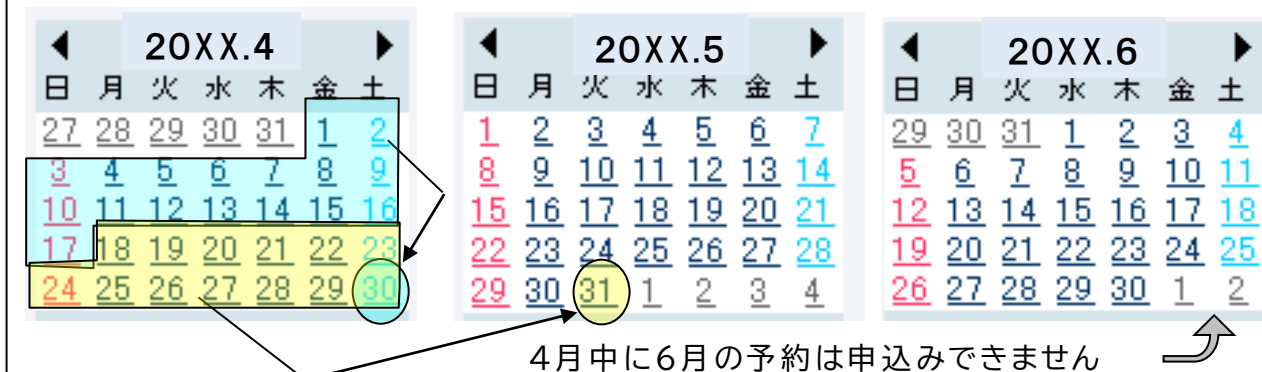 20XX.4
日 月 火 水 木 金 土
27 28 29 30 31 1 2
3 4 5 6 7 8 9
10 11 12 13 14 15 16
17 18 19 20 21 22 23
24 25 26 27 28 29 30
20XX.5
日 月 火 水 木 金 土
1 2 3 4 5 6 7
8 9 10 11 12 13 14
15 16 17 18 19 20 21
22 23 24 25 26 27 28
29 30 31 1 2 3 4
20XX.6
日 月 火 水 木 金 土
29 30 31 1 2 3 4
5 6 7 8 9 10 11
12 13 14 15 16 17 18
19 20 21 22 23 24 25
26 27 28 29 30 1 2
4月中に6月の予約は申込みできません